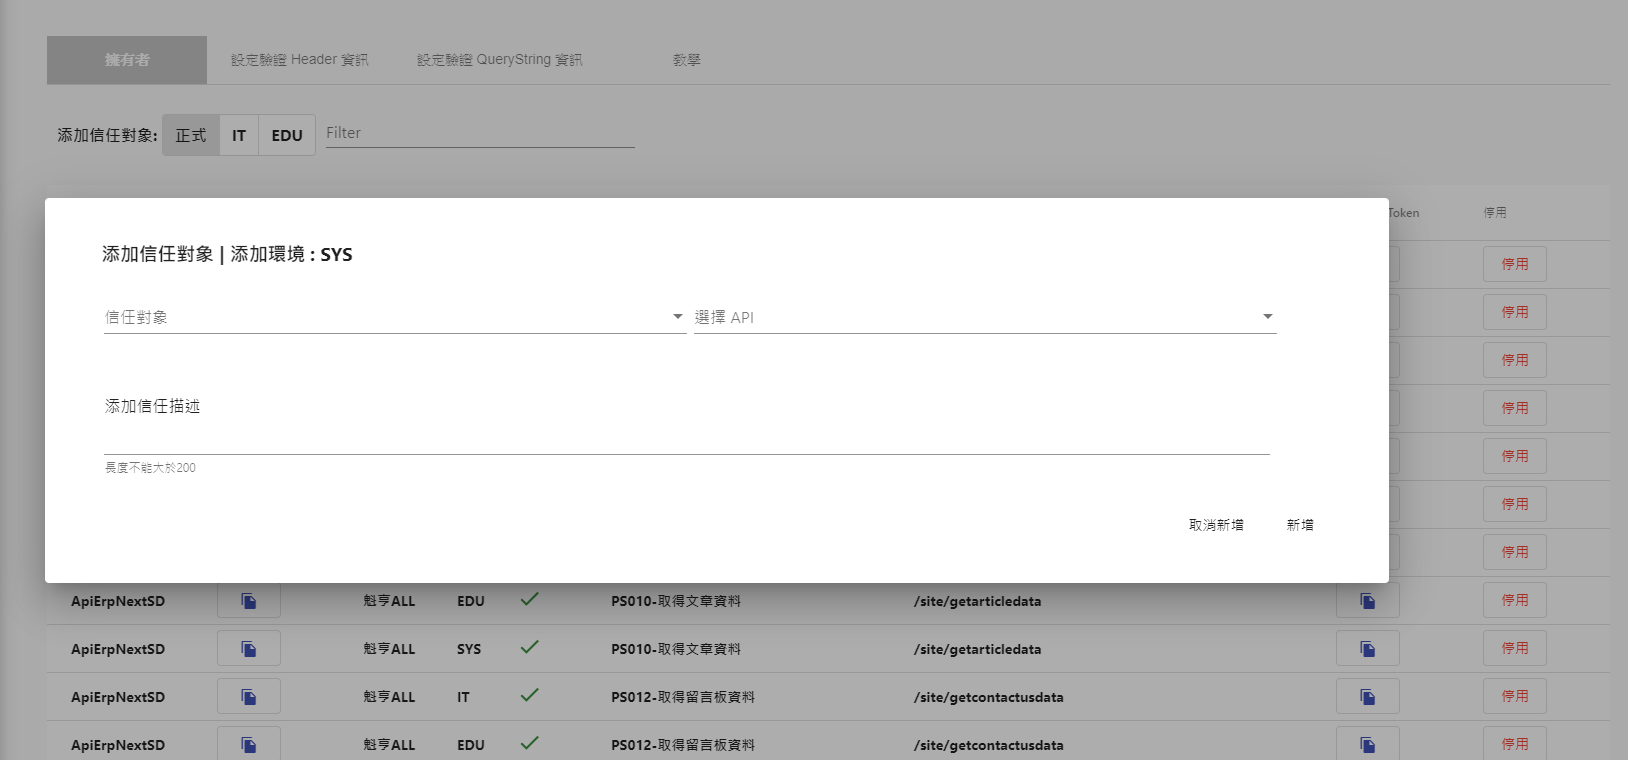 擁有者 設定驗證 Header 資訊 設定驗證 QueryString 資訊 教學
添加信任對象: 正式 IT EDU Filter
Token 停用
添加信任對象 | 添加環境 : SYS
停用
信任對象 選擇 API
停用
停用
添加信任描述
停用
停用
長度不能大於200
停用
取消新增 新增
停用
ApiErpNextSD 魁亨ALL EDU PS010-取得文章資料 /site/getarticledata 停用
ApiErpNextSD 魁亨ALL SYS PS010-取得文章資料 /site/getarticledata 停用
ApiErpNextSD 魁亨ALL IT PS012-取得留言板資料 /site/getcontactusdata 停用
ApiErpNextSD 魁亨ALL EDU PS012-取得留言板資料 /site/getcontactusdata 停用